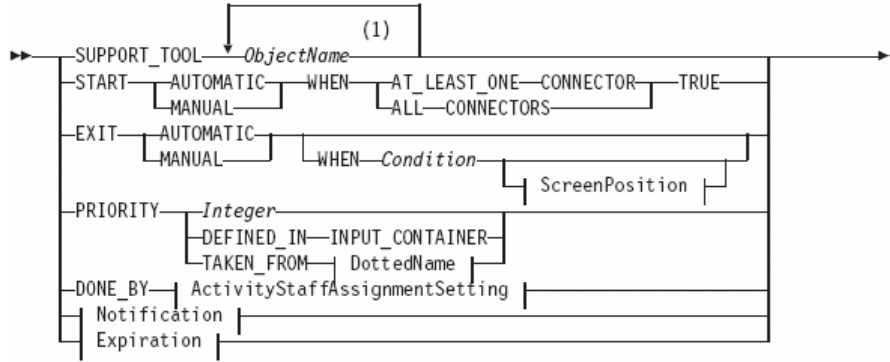 (1)
SUPPORT_TOOL ObjectName
START AUTOMATIC WHEN AT_LEAST_ONE CONNECTOR TRUE
MANUAL ALL CONNECTORS
EXIT AUTOMATIC
MANUAL WHEN Condition
ScreenPosition
PRIORITY Integer
DEFINED_IN INPUT_CONTAINER
TAKEN_FROM DottedName
DONE_BY ActivityStaffAssignmentSetting
Notification
Expiration